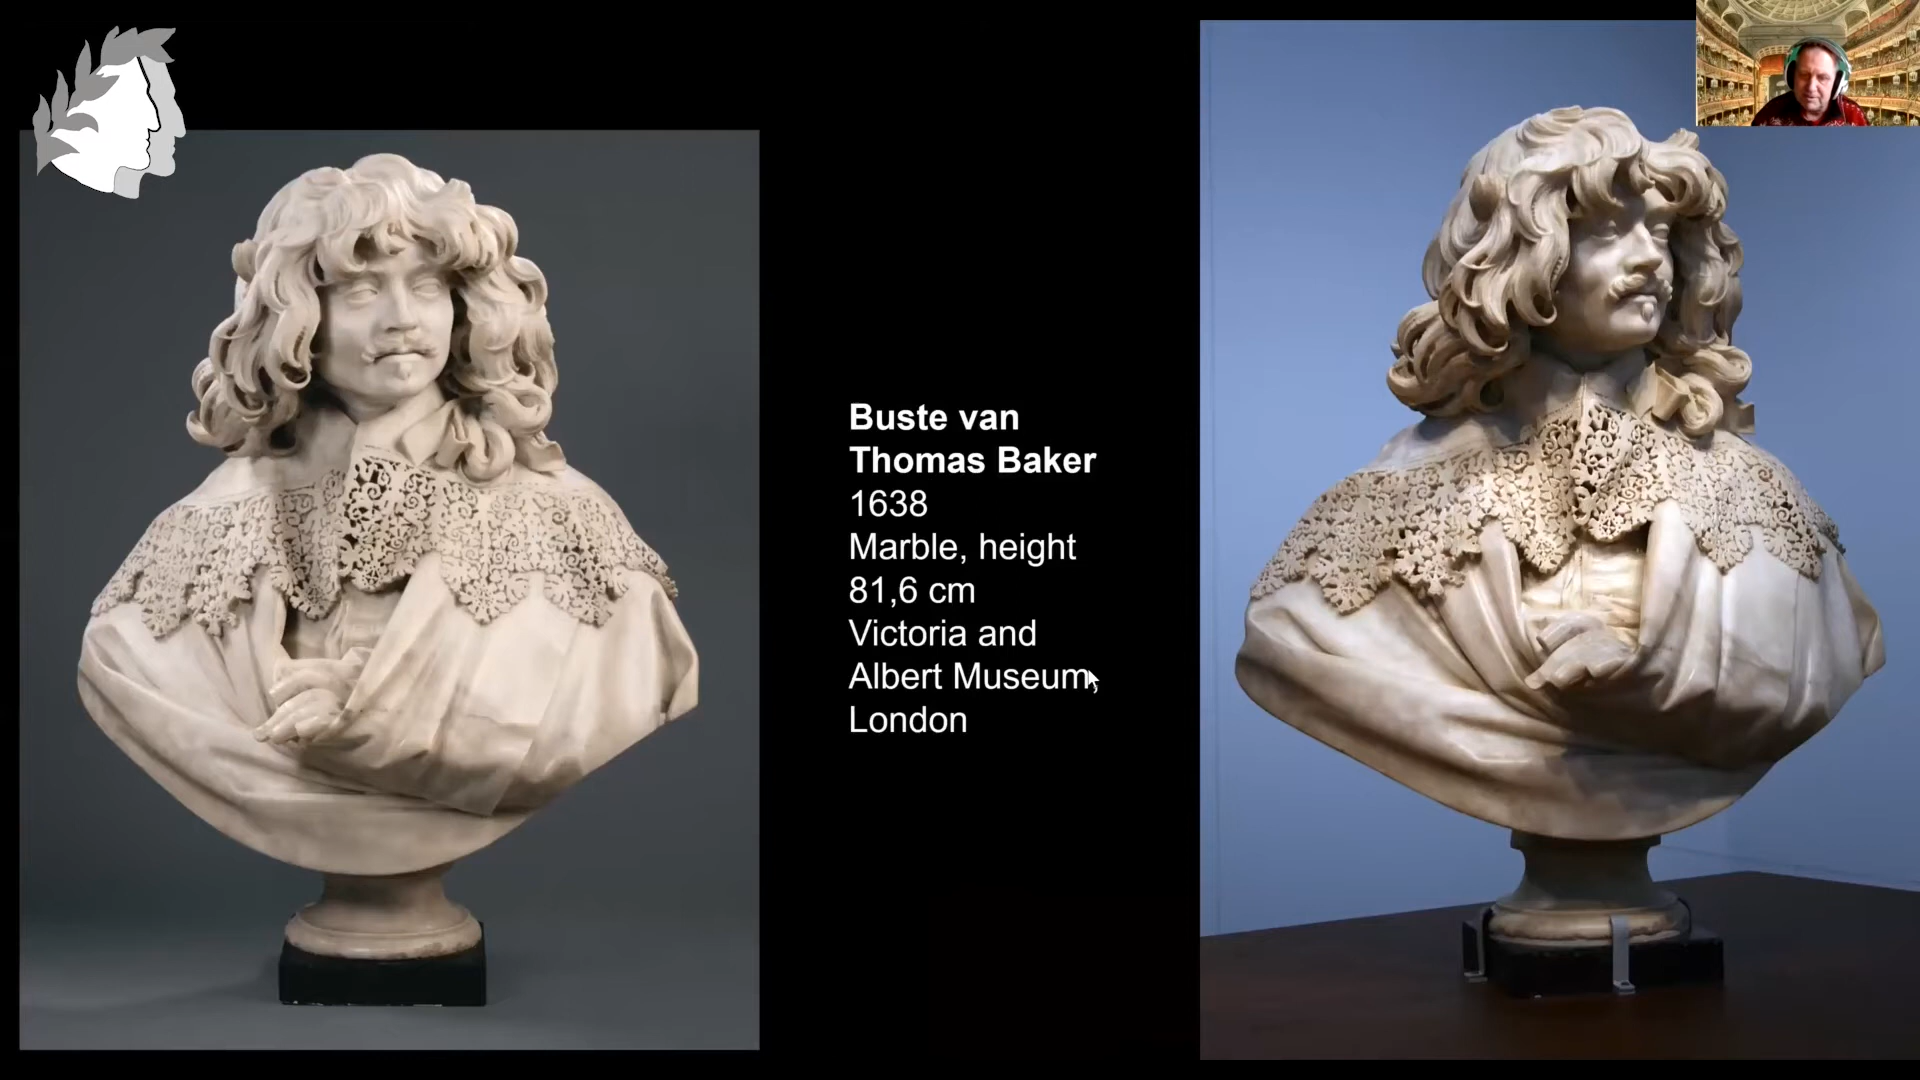 Buste van
Thomas Baker
1638
Marble, height
81,6 cm
Victoria and
Albert Museum,
London